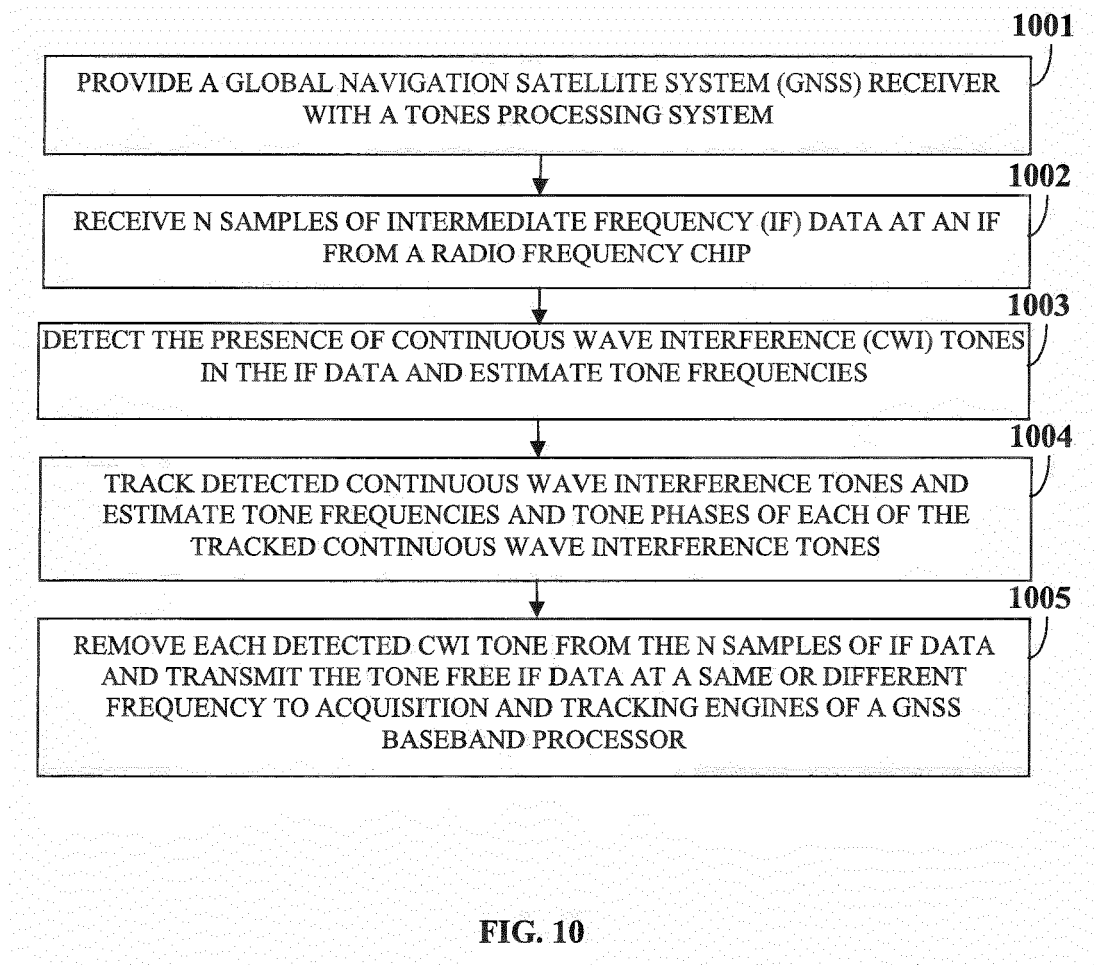 1001
PROVIDE A GLOBAL NAVIGATION SATELLITE SYSTEM (GNSS) RECEIVER
WITH A TONES PROCESSING SYSTEM
1002
RECEIVE N SAMPLES OF INTERMEDIATE FREQUENCY (IF) DATA AT AN IF
FROM A RADIO FREQUENCY CHIP
1003
DETECT THE PRESENCE OF CONTINUOUS WAVE INTERFERENCE (CWI) TONES
IN THE IF DATA AND ESTIMATE TONE FREQUENCIES
1004
TRACK DETECTED CONTINUOUS WAVE INTERFERENCE TONES AND
ESTIMATE TONE FREQUENCIES AND TONE PHASES OF EACH OF THE
TRACKED CONTINUOUS WAVE INTERFERENCE TONES
1005
REMOVE EACH DETECTED CWI TONE FROM THE N SAMPLES OF IF DATA
AND TRANSMIT THE TONE FREE IF DATA AT A SAME OR DIFFERENT
FREQUENCY TO ACQUISITION AND TRACKING ENGINES OF A GNSS
BASEBAND PROCESSOR
FIG. 10